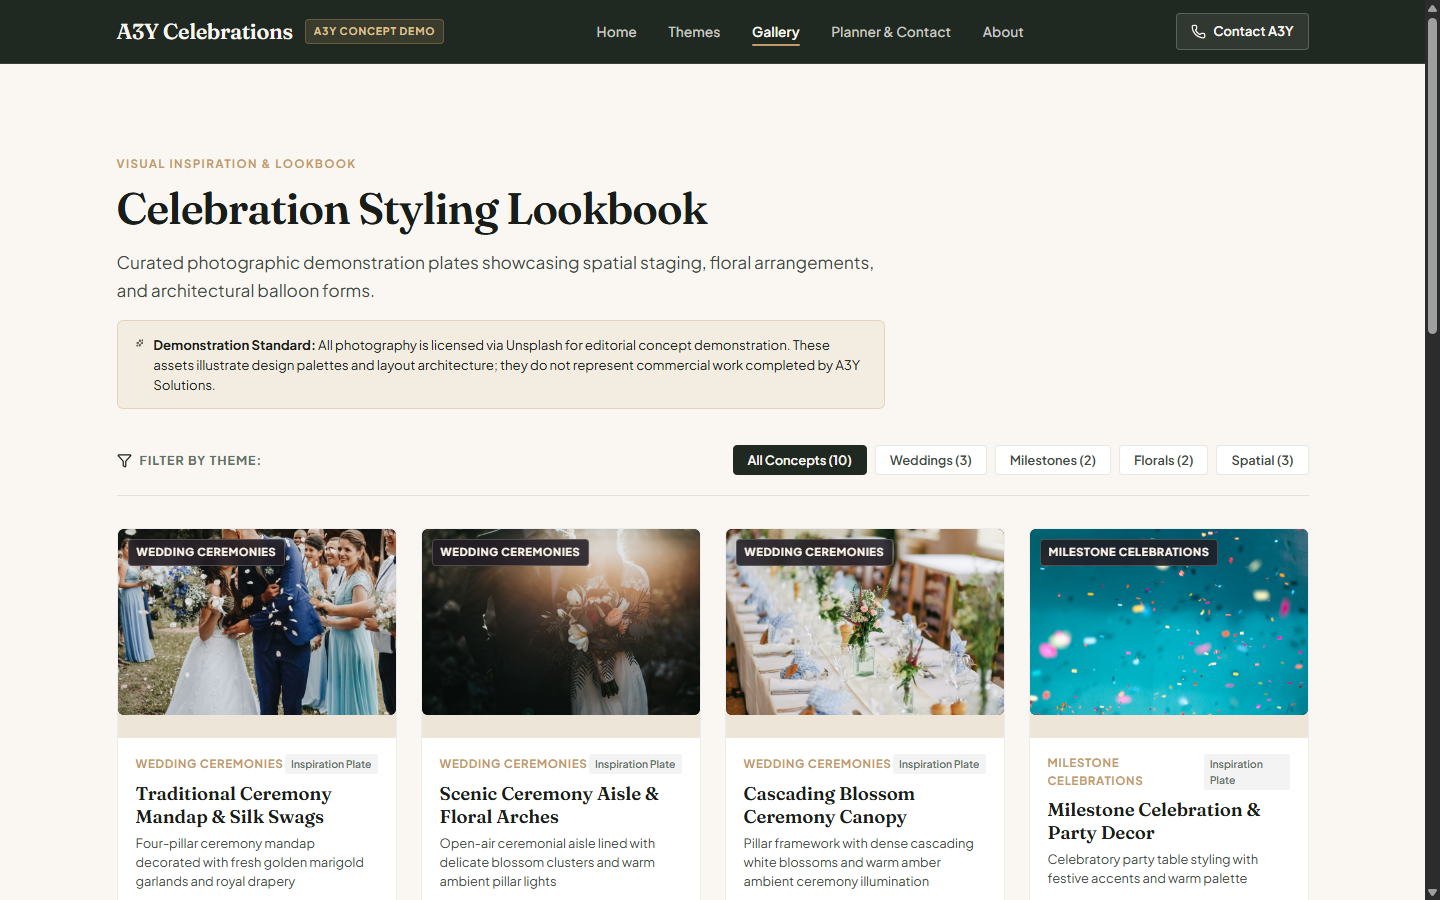 A3Y Celebrations
A3Y CONCEPT DEMO
Home
Themes
Gallery
Planner & Contact
About
Contact A3Y
VISUAL INSPIRATION & LOOKBOOK
Celebration Styling Lookbook
Curated photographic demonstration plates showcasing spatial staging, floral arrangements,
and architectural balloon forms.
Demonstration Standard: All photography is licensed via Unsplash for editorial concept demonstration. These
assets illustrate design palettes and layout architecture; they do not represent commercial work completed by A3Y
Solutions.
FILTER BY THEME:
All Concepts (10)
Weddings (3)
Milestones (2)
Florals (2)
Spatial (3)
WEDDING CEREMONIES
WEDDING CEREMONIES
Inspiration Plate
Traditional Ceremony
Mandap & Silk Swags
Four-pillar ceremony mandap
decorated with fresh golden marigold
garlands and royal drapery
WEDDING CEREMONIES
WEDDING CEREMONIES
Inspiration Plate
Scenic Ceremony Aisle &
Floral Arches
Open-air ceremonial aisle lined with
delicate blossom clusters and warm
ambient pillar lights
WEDDING CEREMONIES
WEDDING CEREMONIES
Inspiration Plate
Cascading Blossom
Ceremony Canopy
Pillar framework with dense cascading
white blossoms and warm amber
ambient ceremony illumination
MILESTONE CELEBRATIONS
MILESTONE
CELEBRATIONS
Inspiration
Plate
Milestone Celebration &
Party Decor
Celebratory party table styling with
festive accents and warm palette